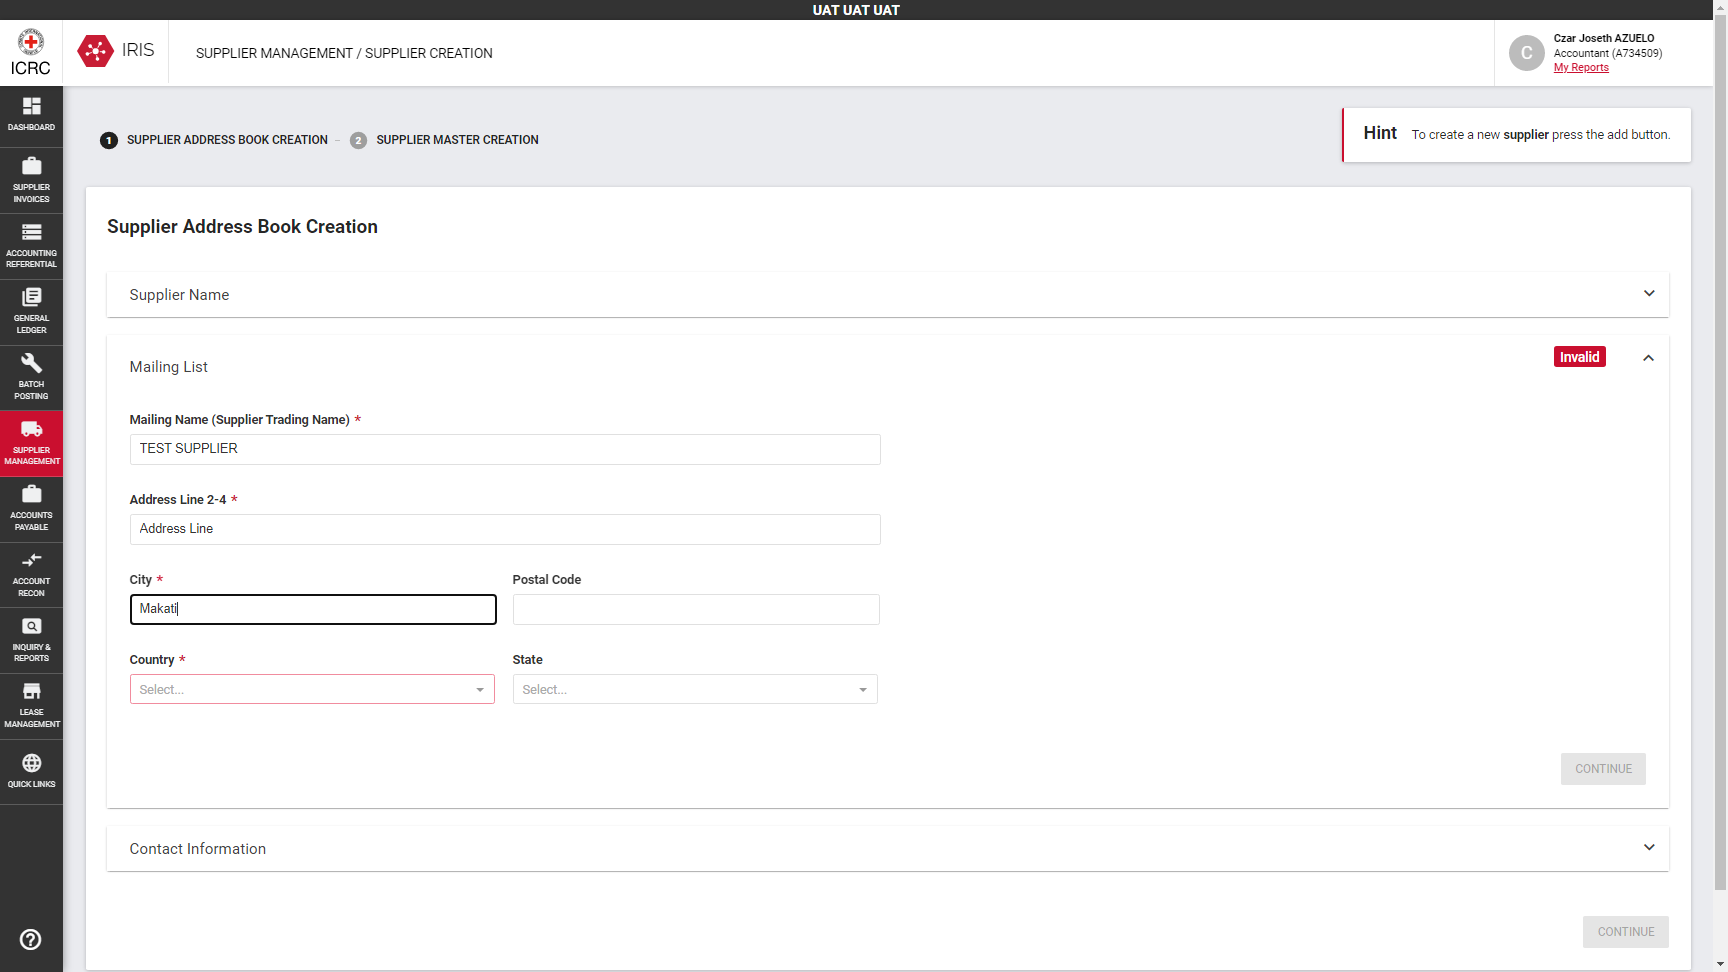 UAT UAT UAT
ICRC
IRIS
SUPPLIER MANAGEMENT / SUPPLIER CREATION
C
Czar Joseth AZUELO
Accountant (A734509)
My Reports
DASHBOARD
SUPPLIER
INVOICES
ACCOUNTING
REFERENTIAL
GENERAL
LEDGER
BATCH
POSTING
SUPPLIER
MANAGEMENT
ACCOUNTS
PAYABLE
ACCOUNT
RECON
INQUIRY &
REPORTS
LEASE
MANAGEMENT
QUICK LINKS
1 SUPPLIER ADDRESS BOOK CREATION – 2 SUPPLIER MASTER CREATION
Hint To create a new supplier press the add button.
Supplier Address Book Creation
Supplier Name
Mailing List
Invalid
Mailing Name (Supplier Trading Name) *
TEST SUPPLIER
Address Line 2-4 *
Address Line
City * Postal Code
Makati
Country * State
Select... Select...
CONTINUE
Contact Information
CONTINUE